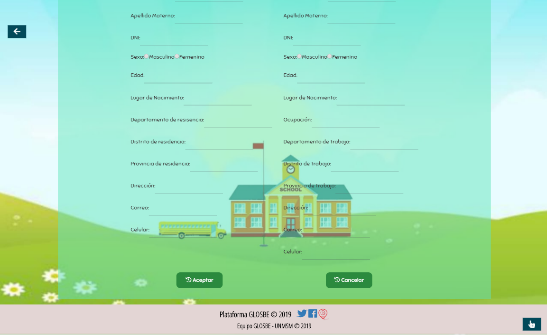 Apellido Materno:
DNI:
Sexo: Masculino Femenino
Edad:
Lugar de Nacimiento:
Departamento de residencia:
Distrito de residencia:
Provincia de residencia:
Dirección:
Correo:
Celular:
Apellido Materno:
DNI:
Sexo: Masculino Femenino
Edad:
Lugar de Nacimiento:
Ocupación:
Departamento de Trabajo:
Distrito de Trabajo:
Provincia de Trabajo:
Dirección:
Correo:
Celular:
SCHOOL
Aceptar
Cancelar
Plataforma GLOSBE © 2019
Equipo GLOSBE - UNMSM © 2019